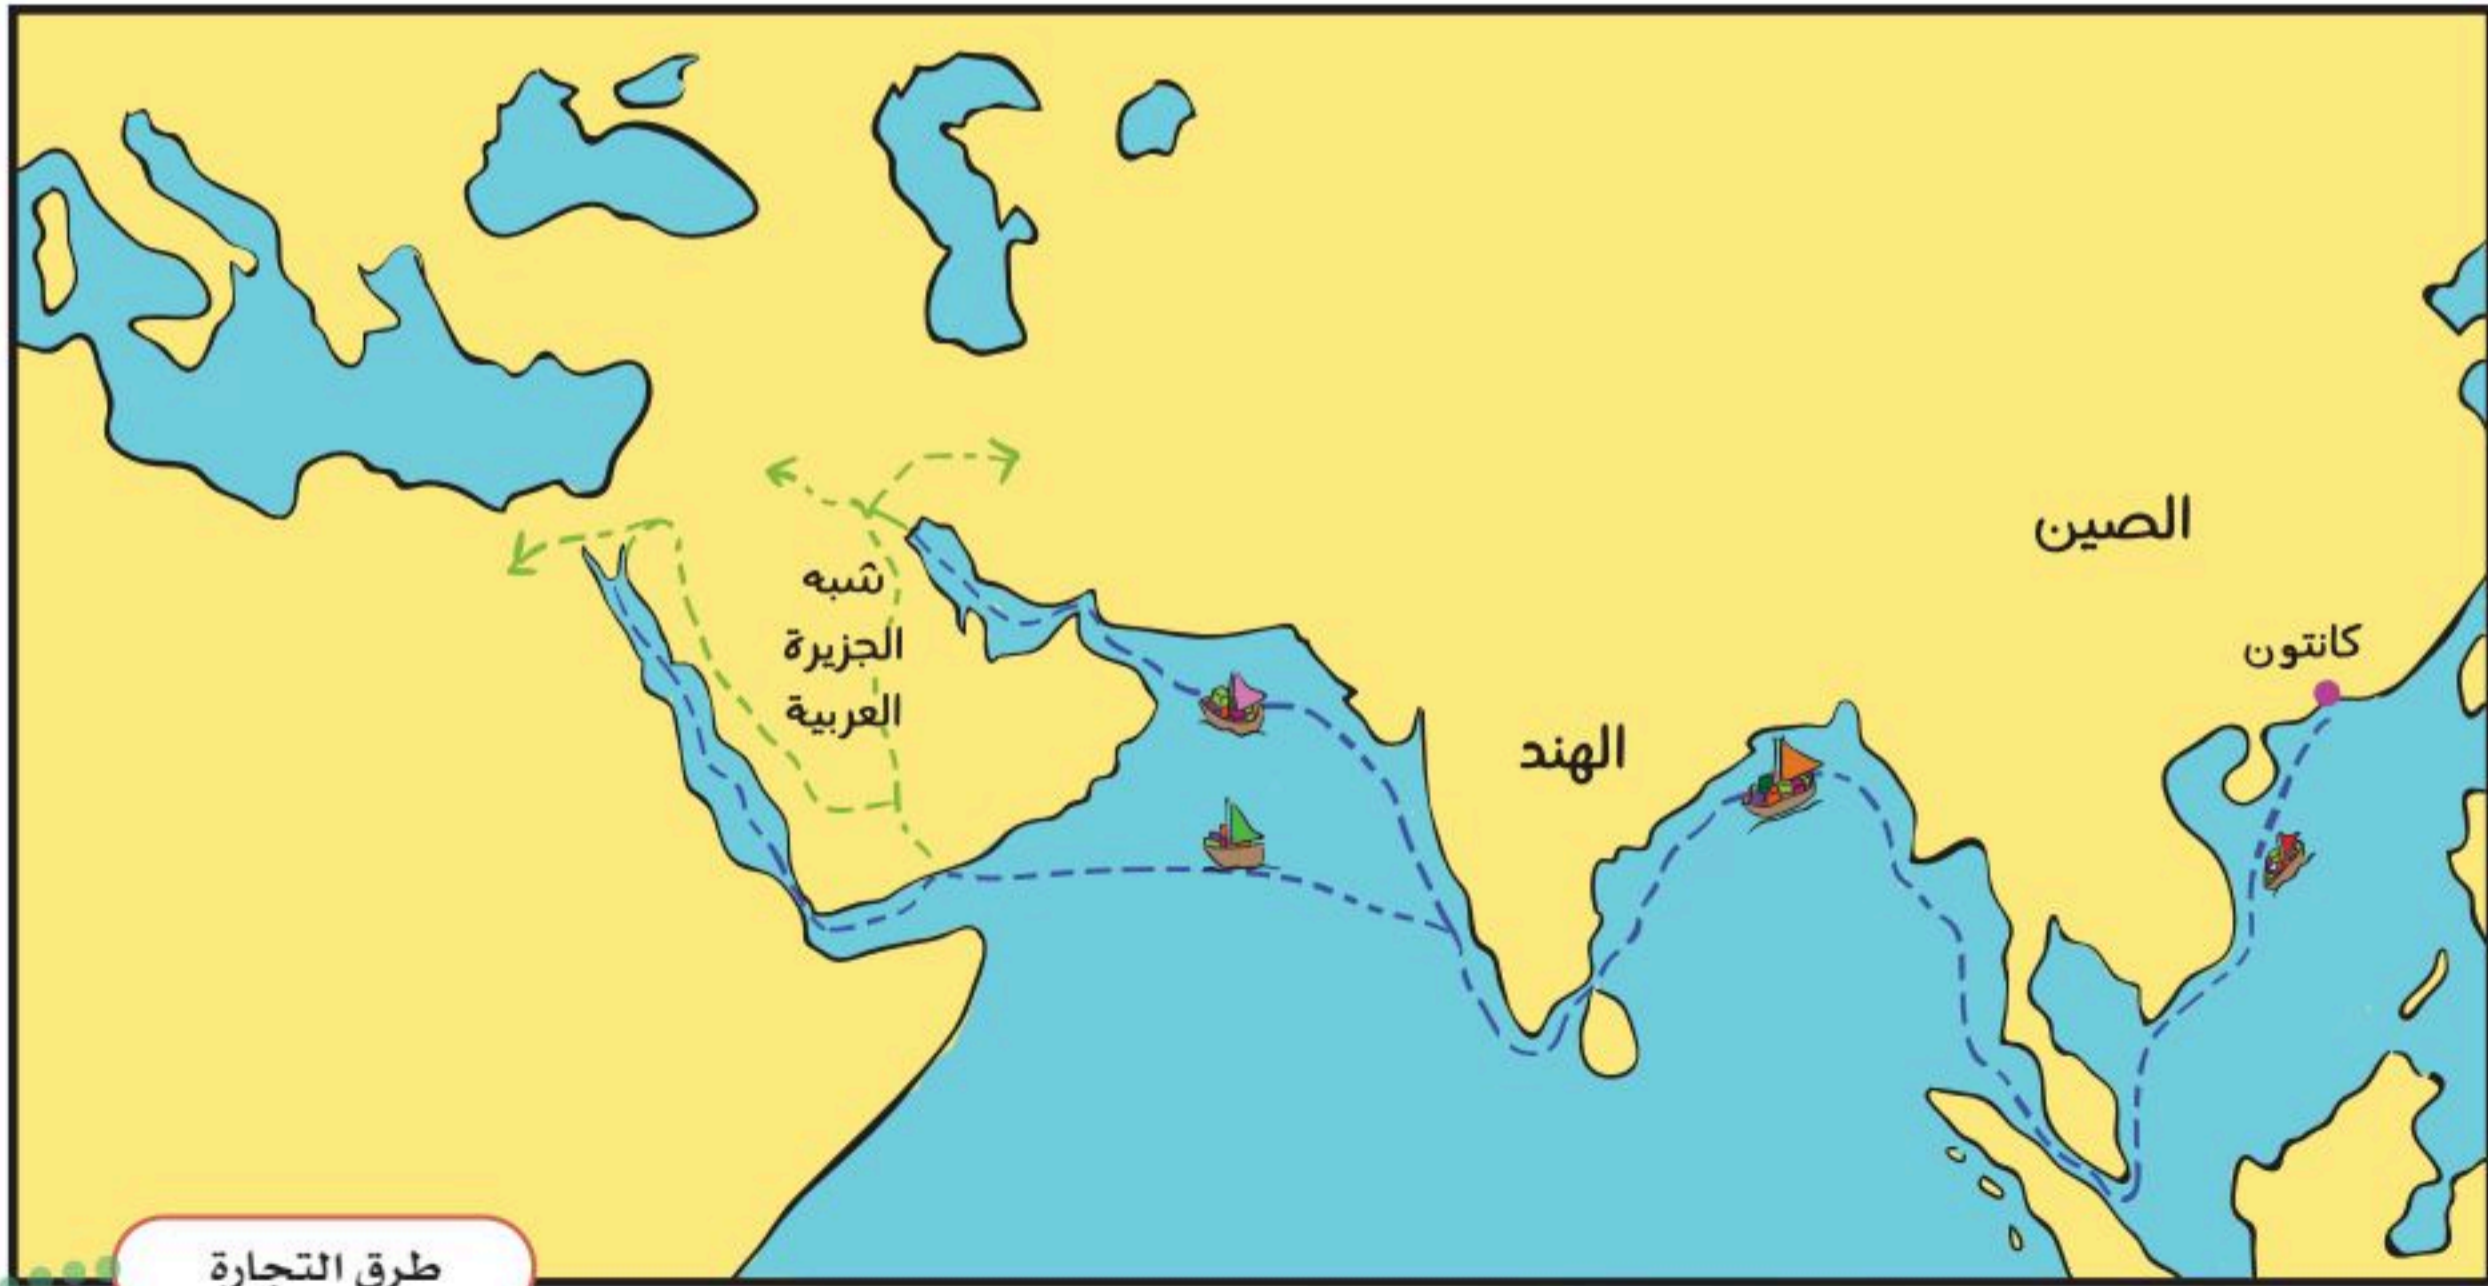 الصين
كانتون
شبه
الجزيرة
العربية
الهند
طرق التجارة